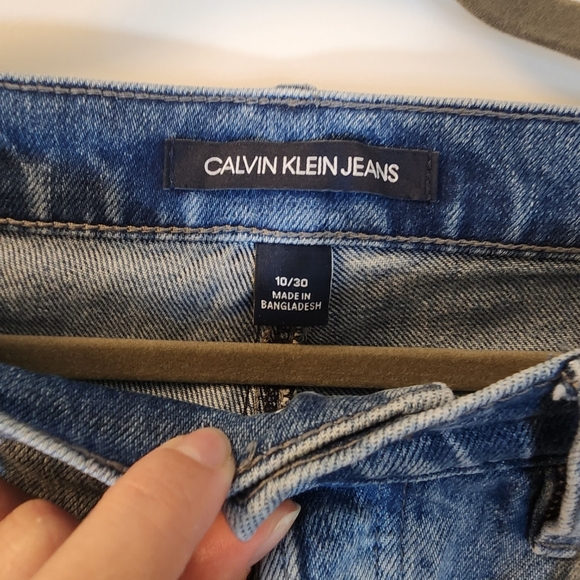 CALVIN KLEIN JEANS
10/30
MADE IN
BANGLADESH